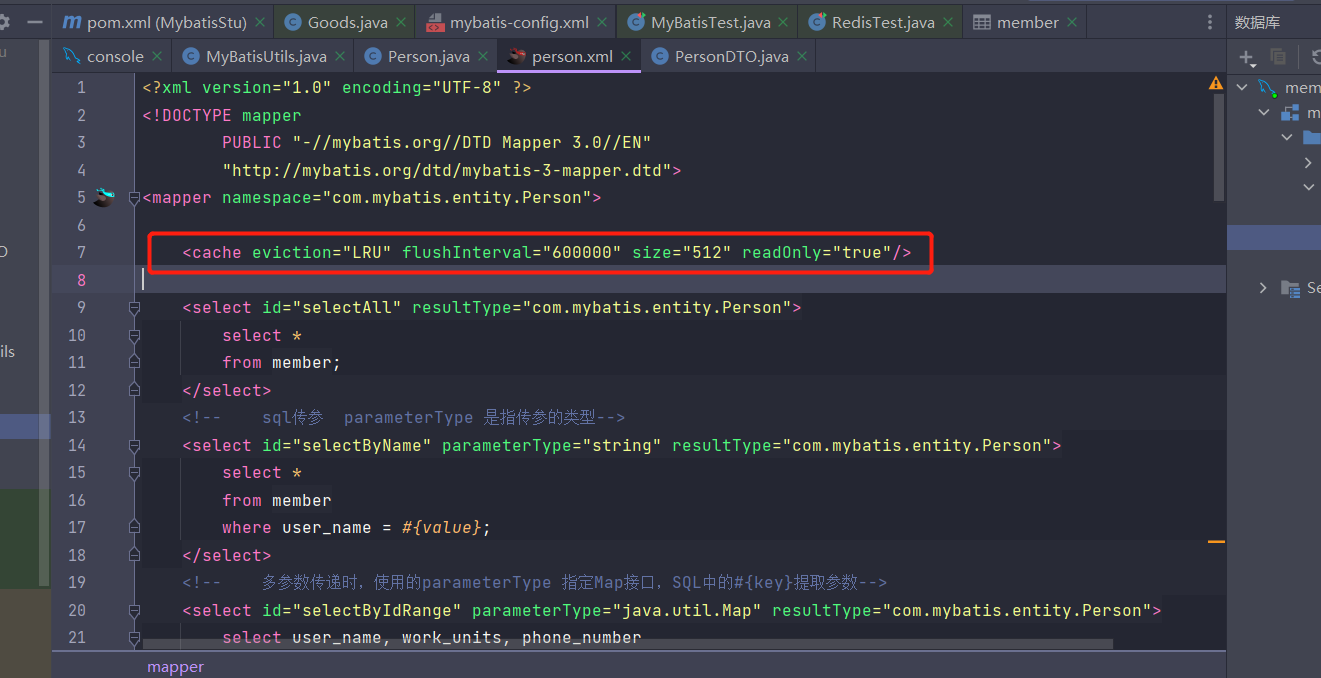 pom.xml (MybatisStu) Goods.java mybatis-config.xml MyBatisTest.java RedisTest.java member 数据库
console MyBatisUtils.java Person.java person.xml PersonDTO.java
1 <?xml version="1.0" encoding="UTF-8" ?>
2 <!DOCTYPE mapper
3 PUBLIC "-//mybatis.org//DTD Mapper 3.0//EN"
4 "http://mybatis.org/dtd/mybatis-3-mapper.dtd">
5 <mapper namespace="com.mybatis.entity.Person">
6
7 <cache eviction="LRU" flushInterval="600000" size="512" readOnly="true"/>
8
9 <select id="selectAll" resultType="com.mybatis.entity.Person">
10 select *
11 from member;
12 </select>
13 <!-- sql传参 parameterType 是指传参的类型-->
14 <select id="selectByName" parameterType="string" resultType="com.mybatis.entity.Person">
15 select *
16 from member
17 where user_name = #{value};
18 </select>
19 <!-- 多参数传递时，使用的parameterType 指定Map接口，SQL中的#{key}提取参数-->
20 <select id="selectByIdRange" parameterType="java.util.Map" resultType="com.mybatis.entity.Person">
21 select user_name, work_units, phone_number
mapper
mem
m
Se
ils